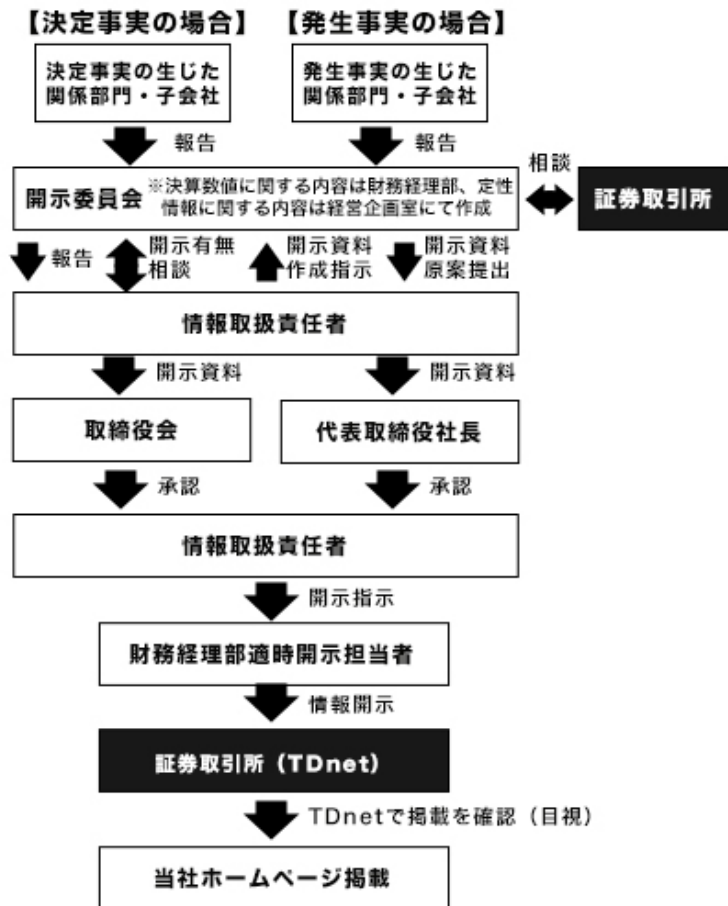 【決定事実の場合】
【発生事実の場合】
決定事実の生じた
関係部門・子会社
発生事実の生じた
関係部門・子会社
報告
報告
開示委員会
※決算数値に関する内容は財務経理部、定性
情報に関する内容は経営企画室にて作成
相談
証券取引所
報告
開示有無
相談
開示資料
作成指示
開示資料
原案提出
情報取扱責任者
開示資料
開示資料
取締役会
代表取締役社長
承認
承認
情報取扱責任者
開示指示
財務経理部適時開示担当者
情報開示
証券取引所（TDnet）
TDnetで掲載を確認（目視）
当社ホームページ掲載